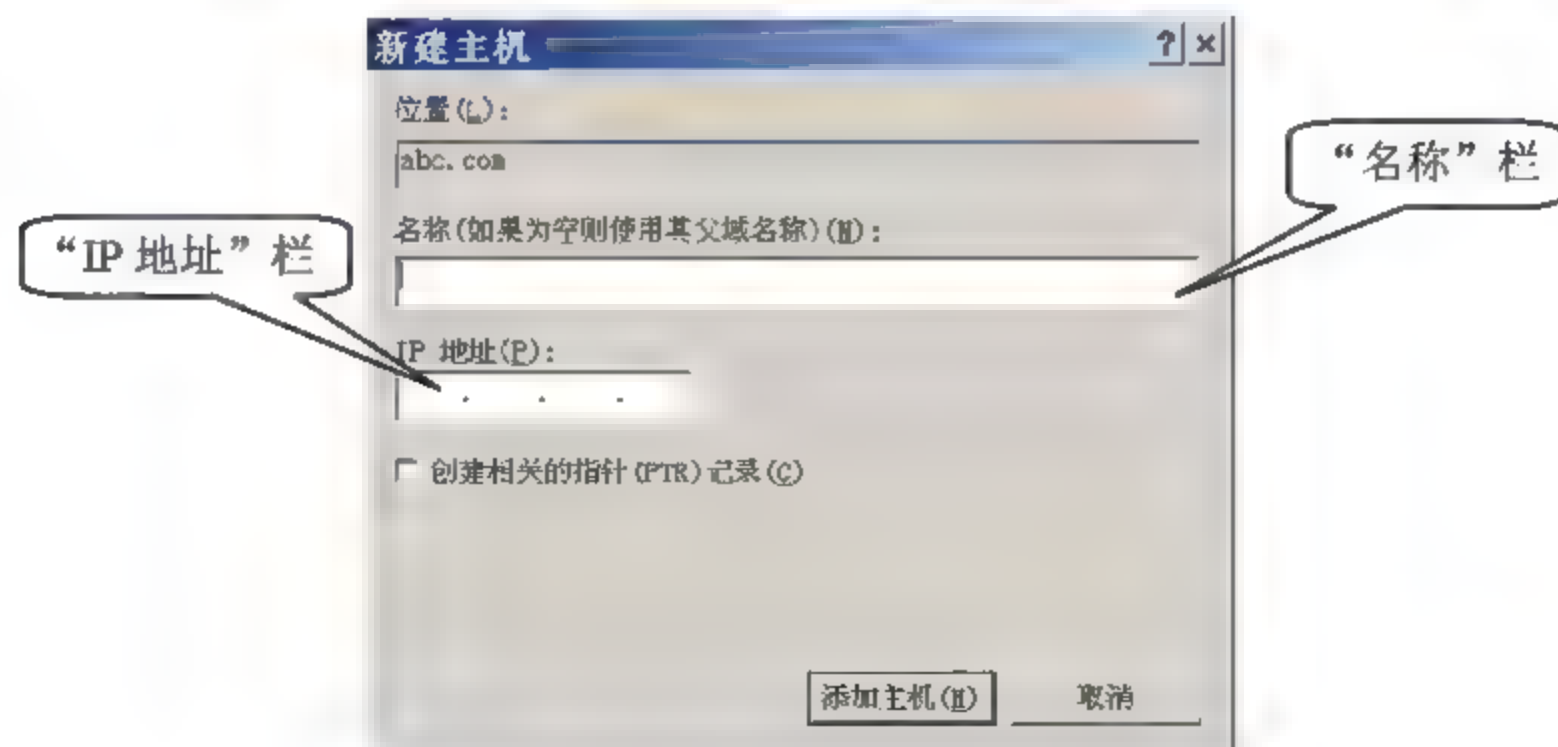 新建主机
位置(L):
abc.com
“名称”栏
名称(如果为空则使用其父域名称)(N):
“IP 地址”栏
IP 地址(P):
. . .
创建相关的指针(PTR)记录(C)
添加主机(H) 取消